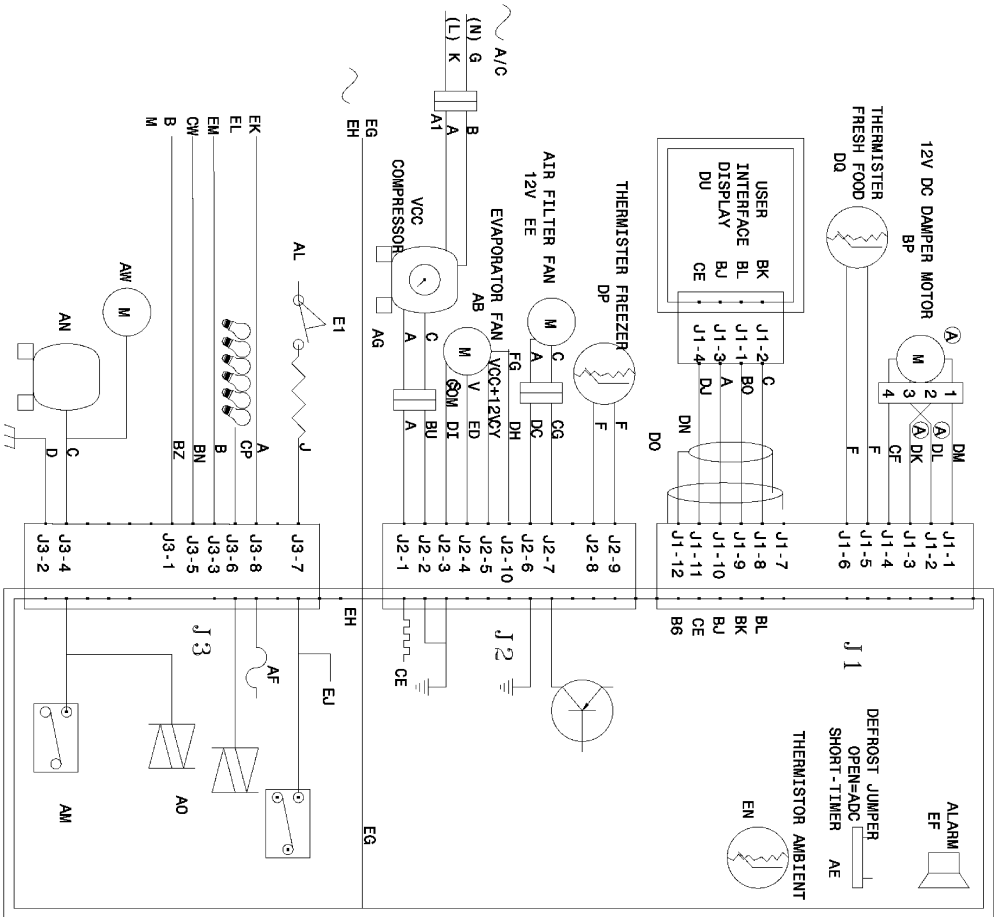 A/C
(N) G
(L) K
A1
A
B
VCC
COMPRESSOR
AG
A
C
A
BU
EVAPORATOR FAN
AB
M
V
COM
DI
ED
VCC+12V
CY
FG
DH
AIR FILTER FAN
12V EE
M
A
C
DC
CG
THERMISTER FREEZER
DP
F
F
USER
INTERFACE
DISPLAY
DU
BK
BL
BJ
CE
J1-2
J1-1
J1-3
J1-4
C
BO
A
DJ
DN
DO
THERMISTER
FRESH FOOD
DQ
F
F
12V DC DAMPER MOTOR
BP
A
M
1
2
3
4
A
A
DM
DL
DK
CF
EG
EH
EK
EL
EM
CW
B
M
A
CP
B
BN
BZ
AL
E1
J
AW
M
AN
C
D
J1-1
J1-2
J1-3
J1-4
J1-5
J1-6
J1-7
J1-8
J1-9
J1-10
J1-11
J1-12
J2-9
J2-8
J2-7
J2-6
J2-10
J2-5
J2-4
J2-3
J2-2
J2-1
J3-7
J3-8
J3-6
J3-3
J3-5
J3-1
J3-4
J3-2
BL
BK
BJ
CE
B6
J1
J2
J3
CE
EH
EJ
AF
AO
AM
EG
ALARM
EF
DEFROST JUMPER
OPEN=ADC
SHORT-TIMER AE
THERMISTOR AMBIENT
EN